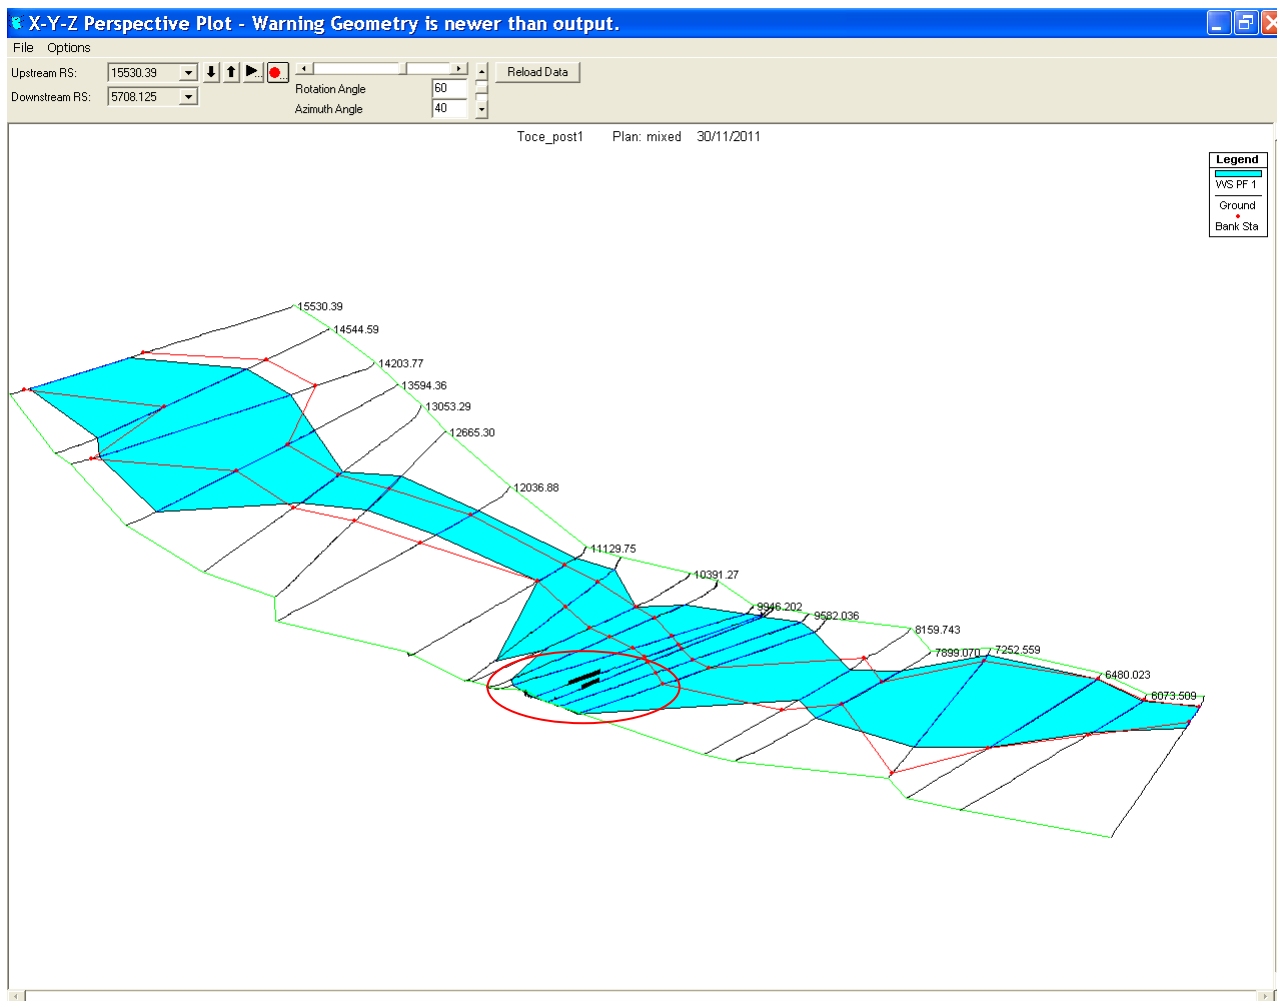 X-Y-Z Perspective Plot - Warning Geometry is newer than output.
File Options
Upstream RS: 15530.39
Downstream RS: 5708.125
Rotation Angle 60
Azimuth Angle 40
Reload Data
Toce_post1 Plan: mixed 30/11/2011
Legend
WS PF 1
Ground
Bank Sta
15530.39
14544.59
14203.77
13594.36
13053.29
12665.30
12036.88
11129.75
10391.27
9946.202
9582.036
8159.743
7899.070
7252.559
6480.023
6073.509